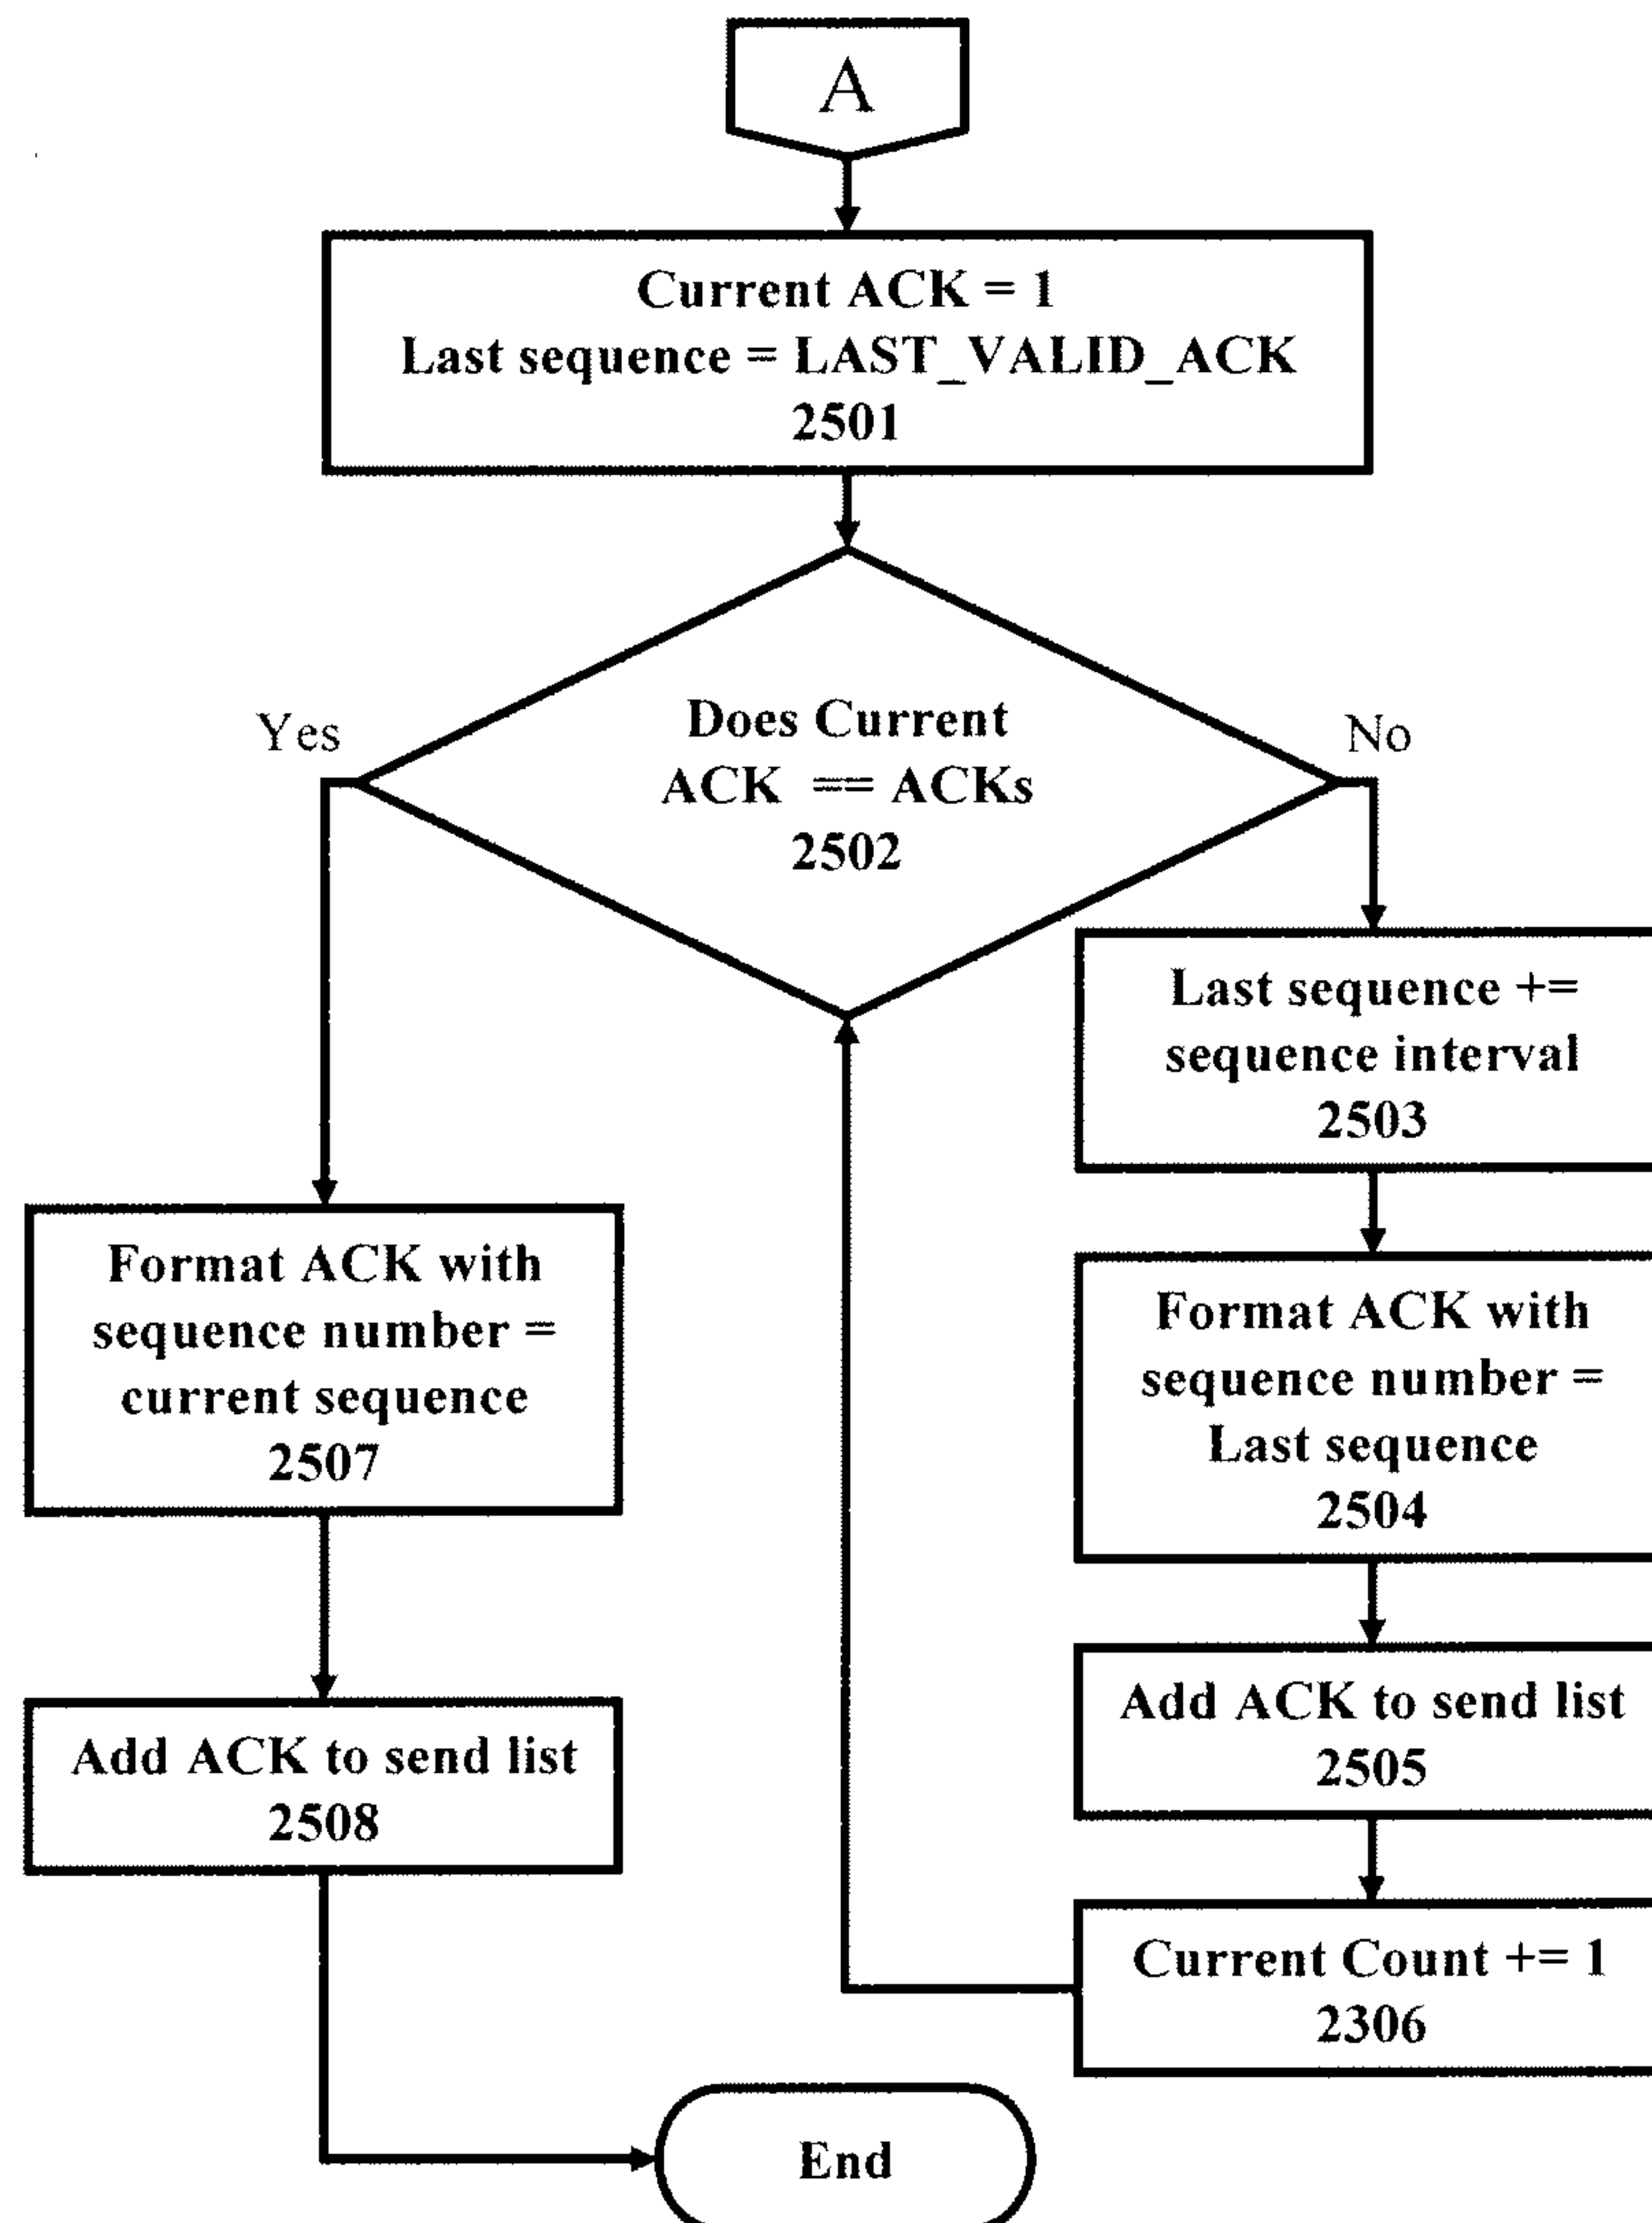 A
Current ACK = 1
Last sequence = LAST_VALID_ACK
2501
Does Current
ACK == ACKs
2502
Yes
No
Last sequence +=
sequence interval
2503
Format ACK with
sequence number =
Last sequence
2504
Add ACK to send list
2505
Current Count += 1
2306
Format ACK with
sequence number =
current sequence
2507
Add ACK to send list
2508
End